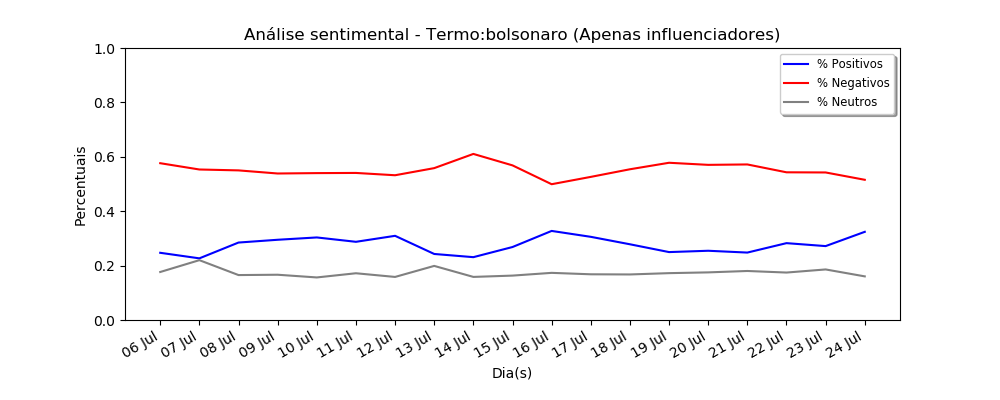 Análise sentimental - Termo:bolsonaro (Apenas influenciadores)
% Positivos
% Negativos
% Neutros
Percentuais
1.0
0.8
0.6
0.4
0.2
0.0
06 Jul
07 Jul
08 Jul
09 Jul
10 Jul
11 Jul
12 Jul
13 Jul
14 Jul
15 Jul
16 Jul
17 Jul
18 Jul
19 Jul
20 Jul
21 Jul
22 Jul
23 Jul
24 Jul
Dia(s)